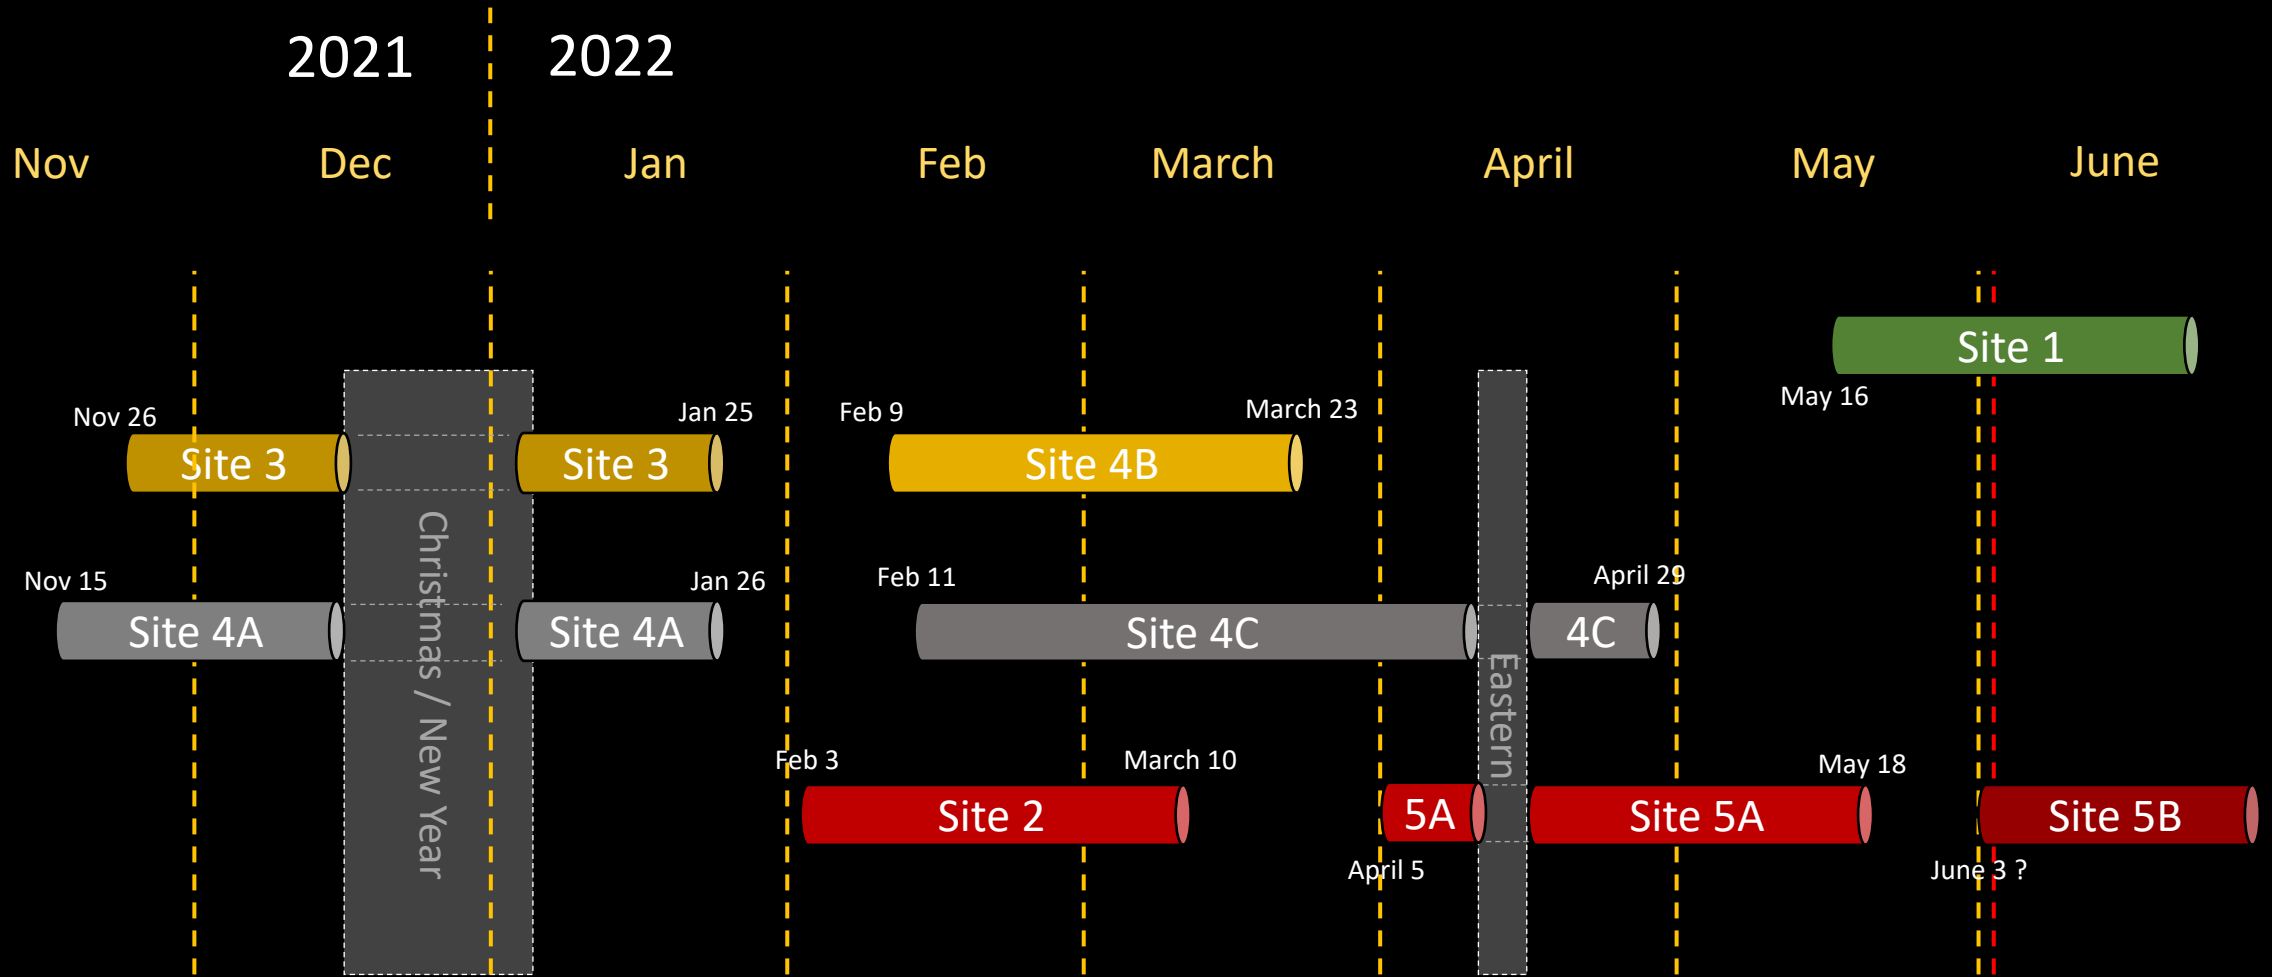 2021
2022
Nov
Dec
Jan
Feb
March
April
May
June
Site 1
May 16
Nov 26
Jan 25
Feb 9
March 23
Site 3
Site 3
Site 4B
Christmas / New Year
Nov 15
Jan 26
Feb 11
April 29
Site 4A
Site 4A
Site 4C
4C
Eastern
Feb 3
March 10
May 18
Site 2
5A
Site 5A
Site 5B
April 5
June 3 ?